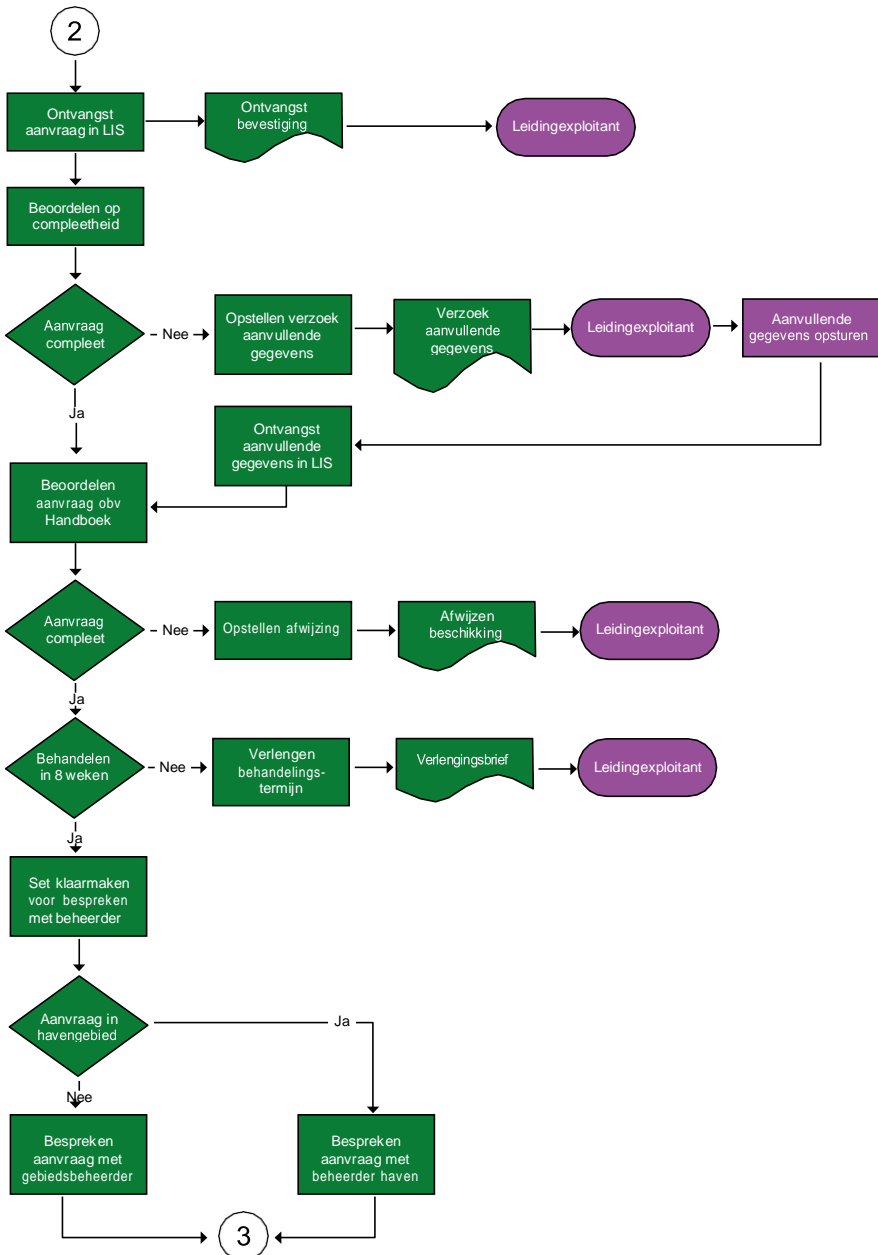 2
Ontvangst
aanvraag in LIS
Ontvangst
bevestiging
Leidingexploitant
Beoordelen op
compleetheid
Aanvraag
compleet
Nee
Opstellen verzoek
aanvullende
gegevens
Verzoek
aanvullende
gegevens
Leidingexploitant
Aanvullende
gegevens opsturen
Ja
Ontvangst
aanvullende
gegevens in LIS
Beoordelen
aanvraag obv
Handboek
Aanvraag
compleet
Nee
Opstellen afwijzing
Afwijzen
beschikking
Leidingexploitant
Ja
Behandelen
in 8 weken
Nee
Verlengen
behandelings-
termijn
Verlengingsbrief
Leidingexploitant
Ja
Set klaarmaken
voor bespreken
met beheerder
Aanvraag in
havengebied
Ja
Nee
Bespreken
aanvraag met
gebiedsbeheerder
Bespreken
aanvraag met
beheerder haven
3